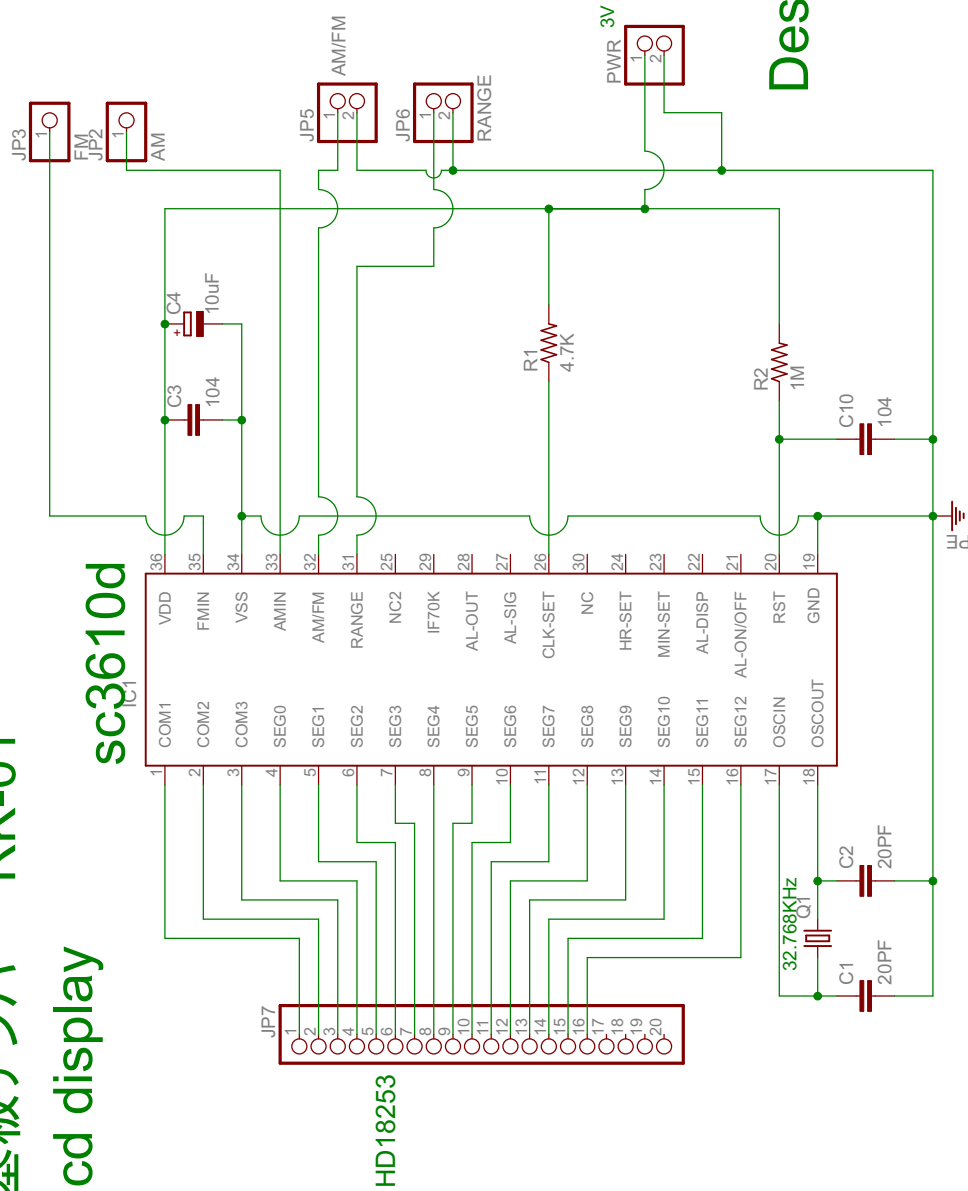 基板
RR-01
cd display
sc3610d
IC1
Des
JP3
1
FM
JP2
1
AM
JP5
1
2
AM/FM
JP6
1
2
RANGE
PWR
3V
1
2
C4
+
10uF
C3
104
R1
4.7K
R2
1M
C10
104
36 VDD
35 FMIN
34 VSS
33 AMIN
32 AM/FM
31 RANGE
25 NC2
29 IF70K
28 AL-OUT
27 AL-SIG
26 CLK-SET
30 NC
24 HR-SET
23 MIN-SET
22 AL-DISP
21 AL-ON/OFF
20 RST
19 GND
COM1 1
COM2 2
COM3 3
SEG0 4
SEG1 5
SEG2 6
SEG3 7
SEG4 8
SEG5 9
SEG6 10
SEG7 11
SEG8 12
SEG9 13
SEG10 14
SEG11 15
SEG12 16
OSCIN 17
OSCOUT 18
32.768KHz
Q1
C2
20PF
C1
20PF
JP7
1
2
3
4
5
6
7
8
9
10
11
12
13
14
15
16
17
18
19
20
HD18253